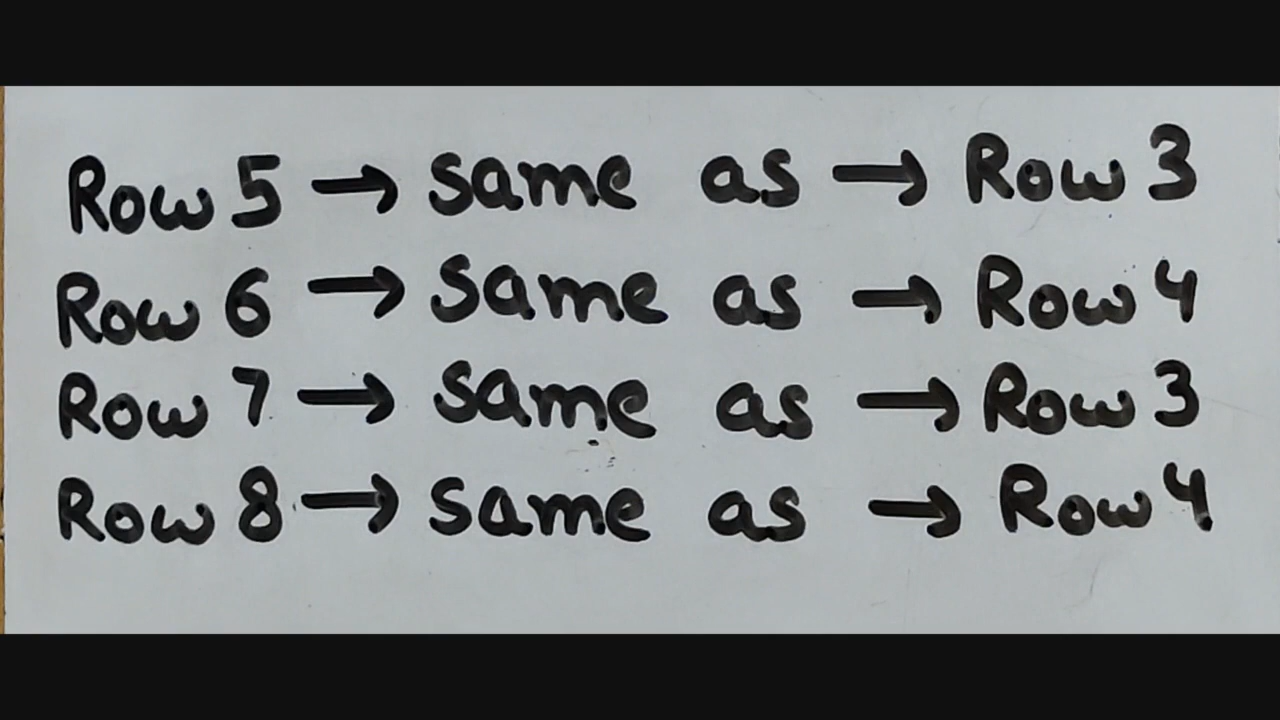 Row 5 → same as → Row 3
Row 6 → same as → Row 4
Row 7 → same as → Row 3
Row 8 → same as → Row 4